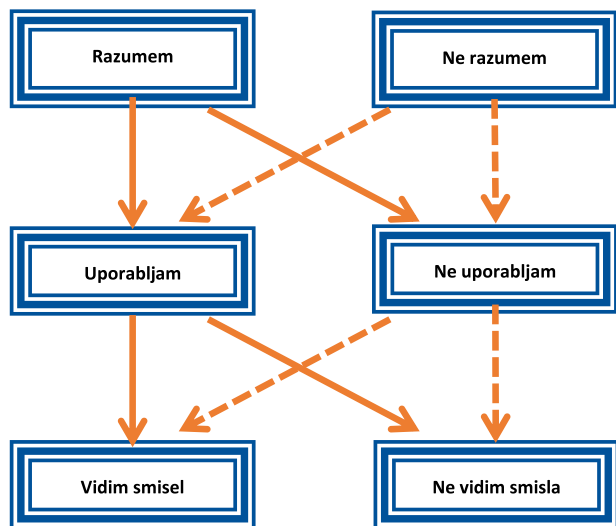 Razumem
Ne razumem
Uporabljam
Ne uporabljam
Vidim smisel
Ne vidim smisla